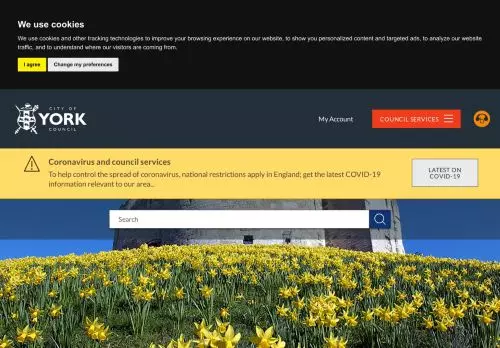 We use cookies
We use cookies and other tracking technologies to improve your browsing experience on our website, to show you personalized content and targeted ads, to analyze our website
traffic, and to understand where our visitors are coming from.
I agree
Change my preferences
CITY OF
YORK
COUNCIL
My Account
COUNCIL SERVICES
Coronavirus and council services
To help control the spread of coronavirus, national restrictions apply in England; get the latest COVID-19
information relevant to our area..
LATEST ON
COVID-19
Search